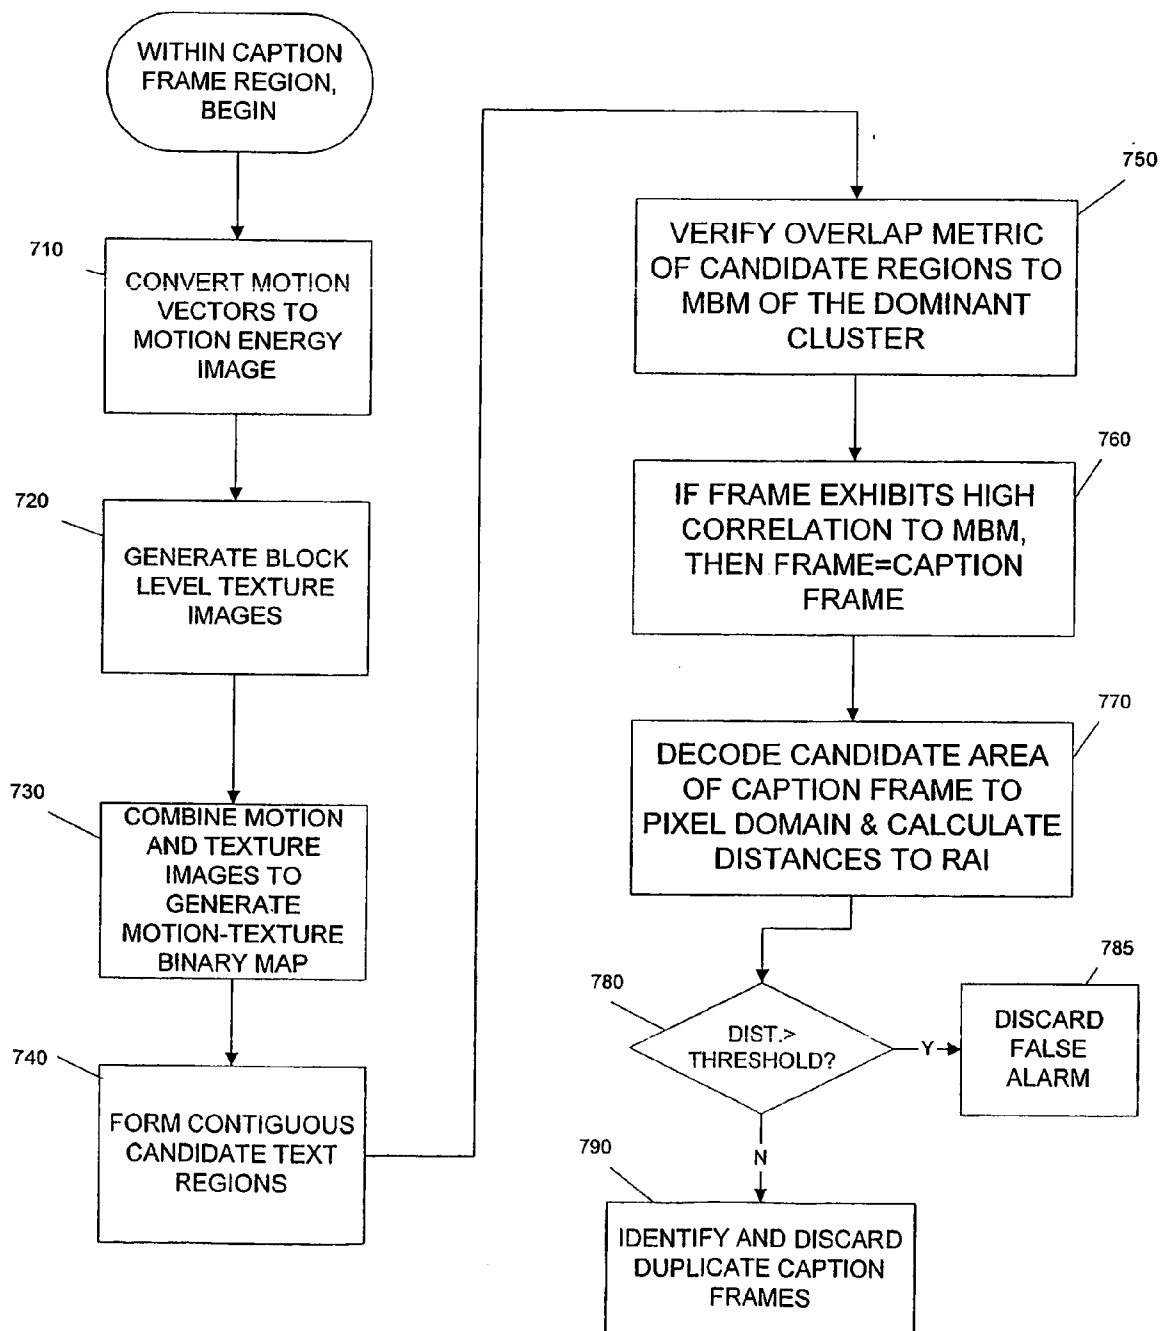 WITHIN CAPTION
FRAME REGION,
BEGIN
710
CONVERT MOTION
VECTORS TO
MOTION ENERGY
IMAGE
720
GENERATE BLOCK
LEVEL TEXTURE
IMAGES
730
COMBINE MOTION
AND TEXTURE
IMAGES TO
GENERATE
MOTION-TEXTURE
BINARY MAP
740
FORM CONTIGUOUS
CANDIDATE TEXT
REGIONS
750
VERIFY OVERLAP METRIC
OF CANDIDATE REGIONS TO
MBM OF THE DOMINANT
CLUSTER
760
IF FRAME EXHIBITS HIGH
CORRELATION TO MBM,
THEN FRAME=CAPTION
FRAME
770
DECODE CANDIDATE AREA
OF CAPTION FRAME TO
PIXEL DOMAIN & CALCULATE
DISTANCES TO RAI
780
DIST.>
THRESHOLD?
Y
785
DISCARD
FALSE
ALARM
N
790
IDENTIFY AND DISCARD
DUPLICATE CAPTION
FRAMES